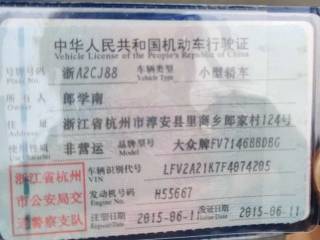 中华人民共和国机动车行驶证
Vehicle License of the People's Republic of China
号牌号码 浙A2CJ88 车辆类型 小型轿车
Vehicle Type
所有人 郎学南
住址 浙江省杭州市淳安县里商乡郎家村124号
使用性质 非营运 品牌型号 大众牌FV7146BBDBG
车辆识别代号 LFV2A21K7F4074205
VIN
浙江省杭州
市公安局交
通警察支队
发动机号码 H55667
Engine No.
注册日期 2015-06-11 发证日期 2015-06-11
Register Date Issue Date